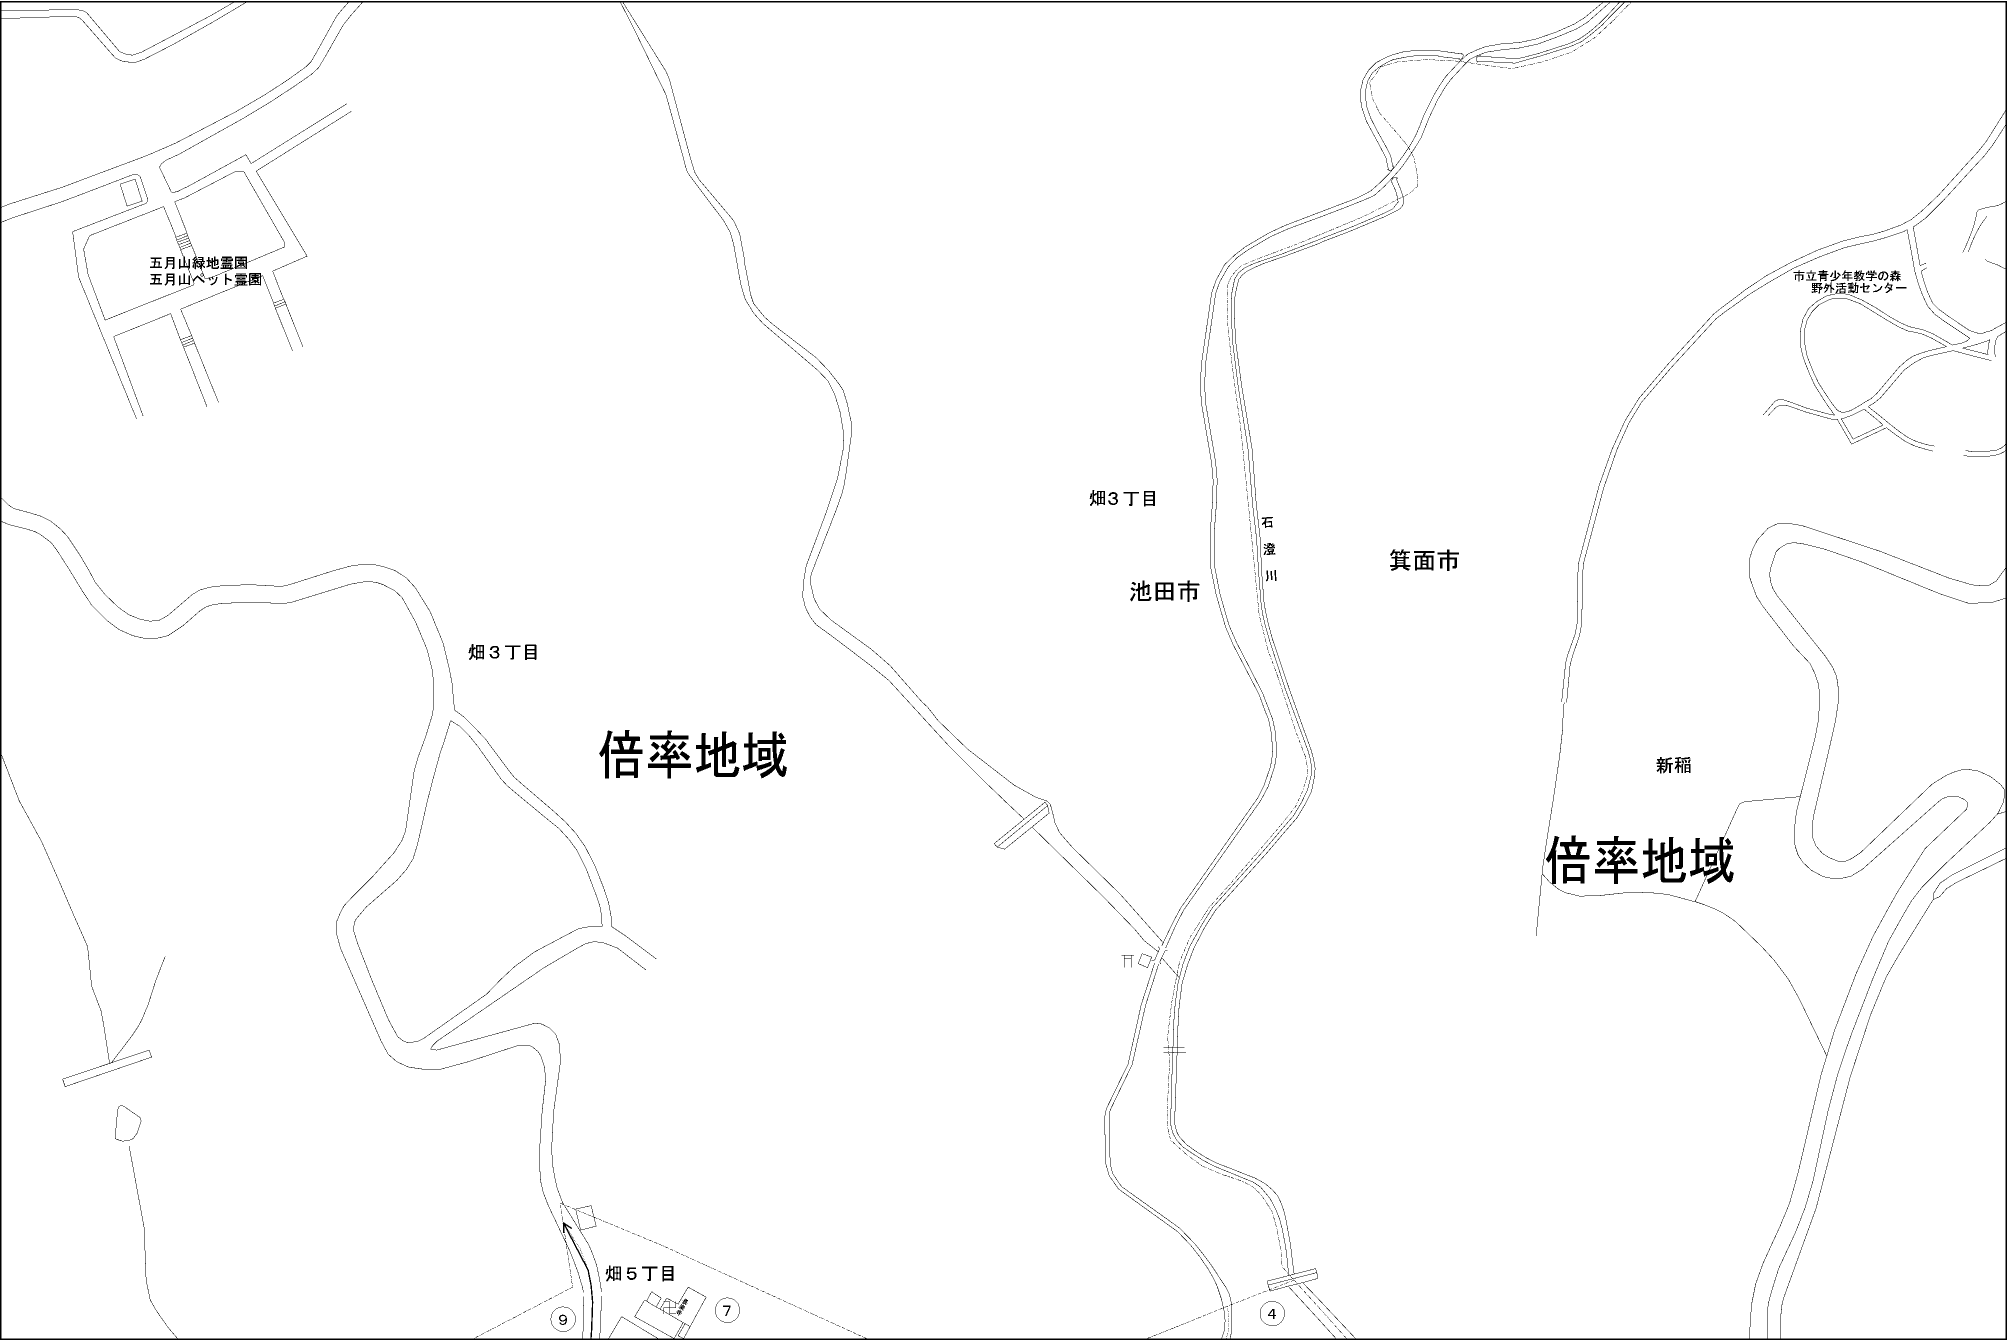 五月山緑地霊園
五月山ペット霊園
市立青少年教学の森
野外活動センター
畑3丁目
石澄川
箕面市
池田市
畑3丁目
倍率地域
新稲
倍率地域
畑5丁目
⑨
⑦
④